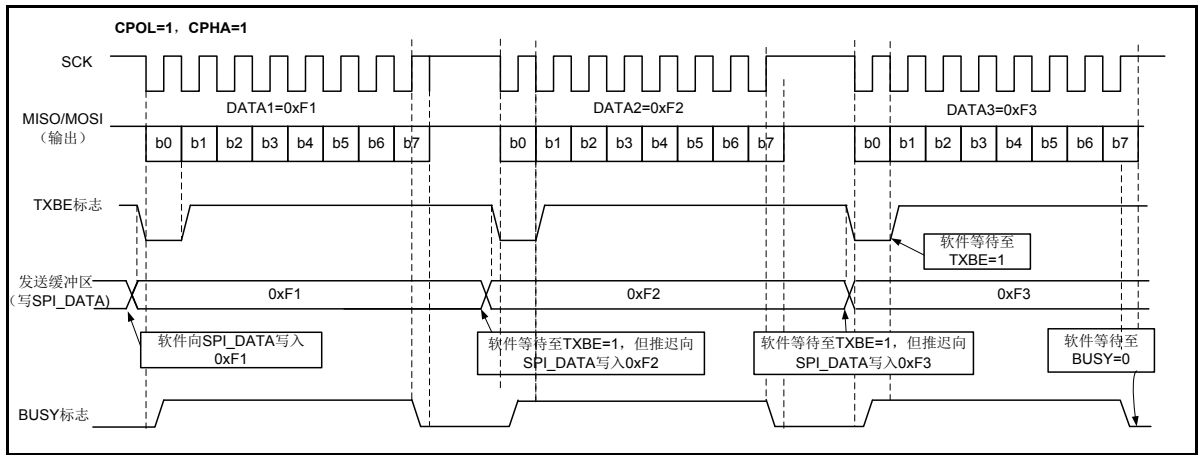 CPOL=1，CPHA=1
SCK
DATA1=0xF1
DATA2=0xF2
DATA3=0xF3
MISO/MOSI
（输出）
b0 b1 b2 b3 b4 b5 b6 b7
b0 b1 b2 b3 b4 b5 b6 b7
b0 b1 b2 b3 b4 b5 b6 b7
TXBE标志
软件等待至
TXBE=1
发送缓冲区
（写SPI_DATA）
0xF1
0xF2
0xF3
软件向SPI_DATA写入
0xF1
软件等待至TXBE=1，但推迟向
SPI_DATA写入0xF2
软件等待至TXBE=1，但推迟向
SPI_DATA写入0xF3
软件等待至
BUSY=0
BUSY标志